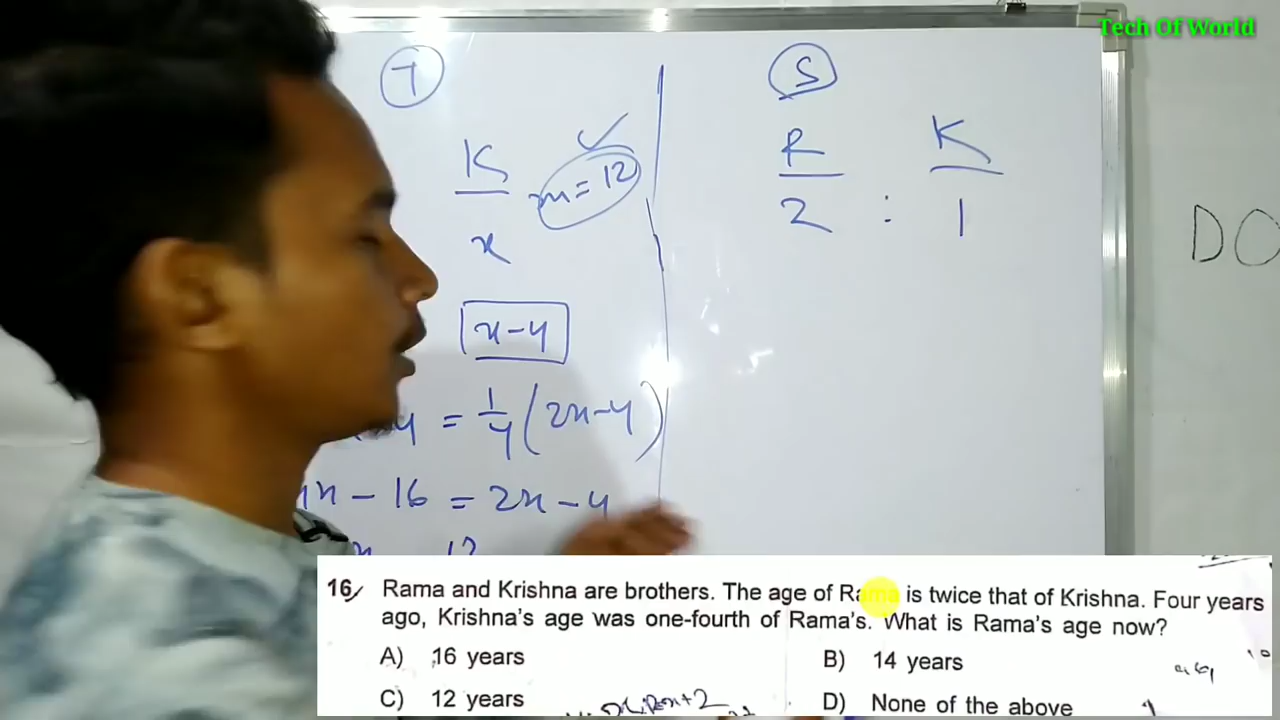 Tech Of World
T
S
K
x
m = 12
R K
2 : 1
DO
x-4
4 = 1/4 (2x-4)
x - 16 = 2x - 4
12
16 Rama and Krishna are brothers. The age of Rama is twice that of Krishna. Four years
ago, Krishna's age was one-fourth of Rama's. What is Rama's age now?
A) 16 years B) 14 years
C) 12 years D) None of the above